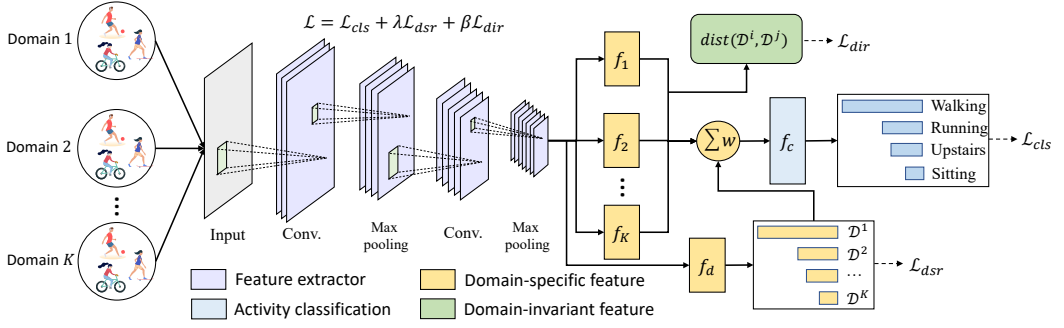 Domain 1
Domain 2
Domain K
ℒ = ℒ_cls + λℒ_dsr + βℒ_dir
Input
Conv.
Max
pooling
Conv.
Max
pooling
f_1
f_2
f_K
f_d
dist(𝒟^i, 𝒟^j)
ℒ_dir
∑w
f_c
Walking
Running
Upstairs
Sitting
ℒ_cls
𝒟^1
𝒟^2
...
𝒟^K
ℒ_dsr
Feature extractor
Domain-specific feature
Activity classification
Domain-invariant feature